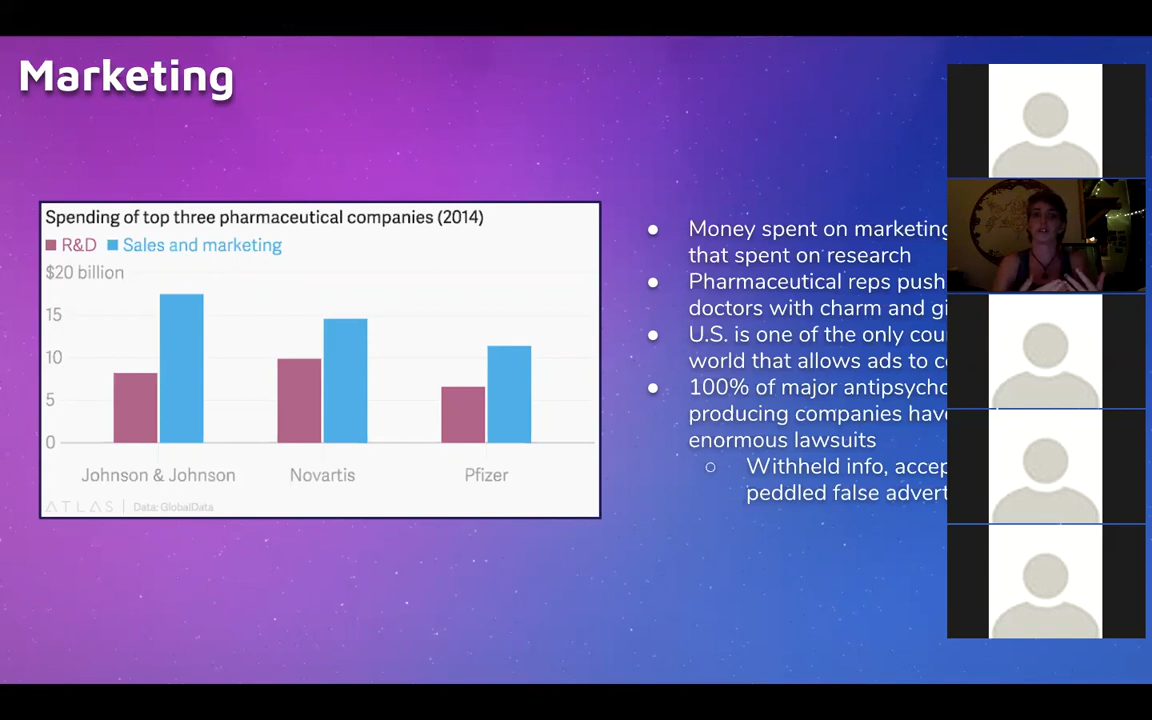 Marketing
Spending of top three pharmaceutical companies (2014)
R&D Sales and marketing
$20 billion
15
10
5
0
Johnson & Johnson Novartis Pfizer
ATLAS | Data: GlobalData
● Money spent on marketing
that spent on research
● Pharmaceutical reps push
doctors with charm and
● U.S. is one of the only
world that allows ads to
● 100% of major
producing companies
enormous lawsuits
○ Withheld info,
peddled false